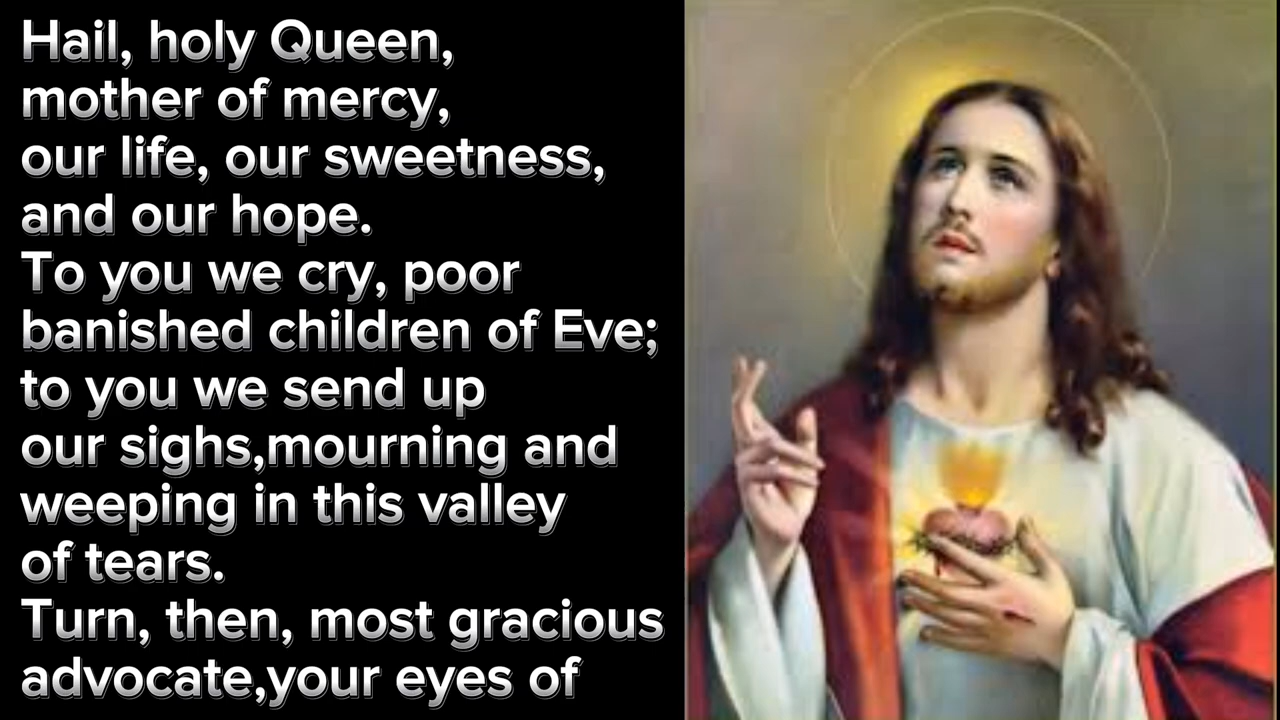 Hail, holy Queen,
mother of mercy,
our life, our sweetness,
and our hope.
To you we cry, poor
banished children of Eve;
to you we send up
our sighs,mourning and
weeping in this valley
of tears.
Turn, then, most gracious
advocate,your eyes of